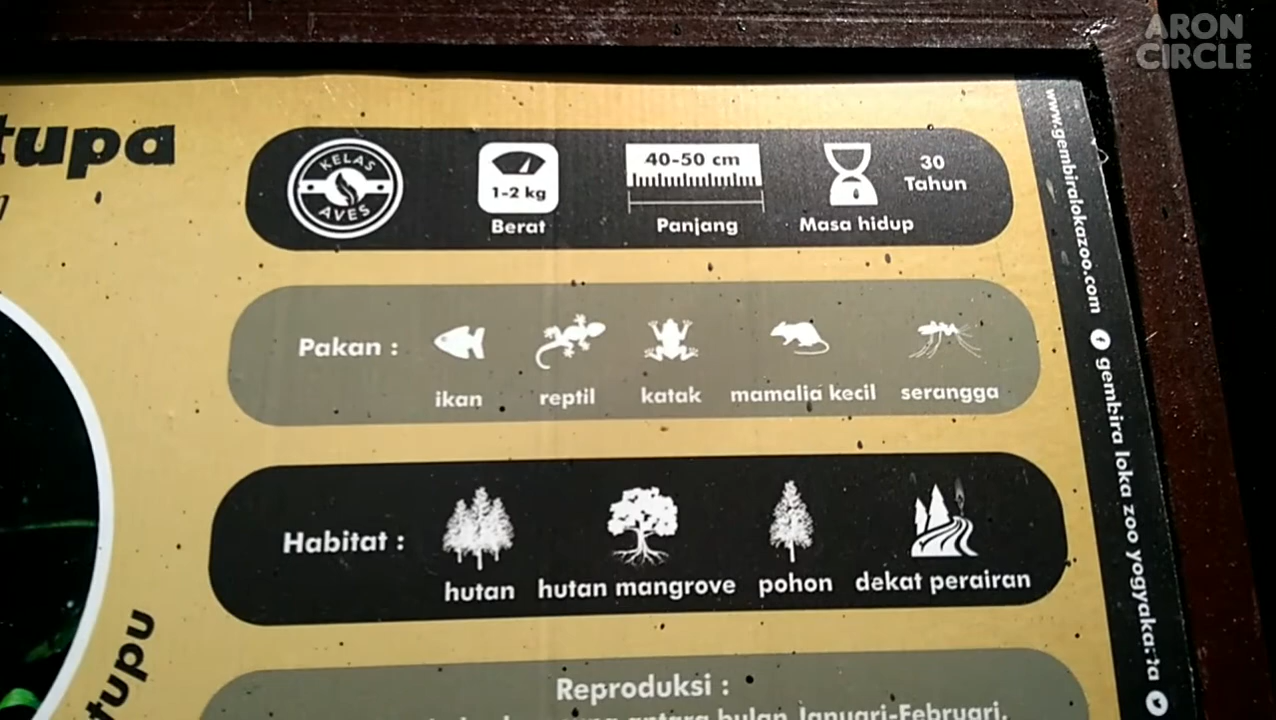 ARON
CIRCLE
tupa
KELAS
AVES
1-2 kg
Berat
40-50 cm
Panjang
30
Tahun
Masa hidup
Pakan :
ikan
reptil
katak
mamalia kecil
serangga
Habitat :
hutan
hutan mangrove
pohon
dekat perairan
Reproduksi :
antara bulan Januari-Februari.
tupu
www.gembiralokazoo.com
gembira loka zoo yogyakarta